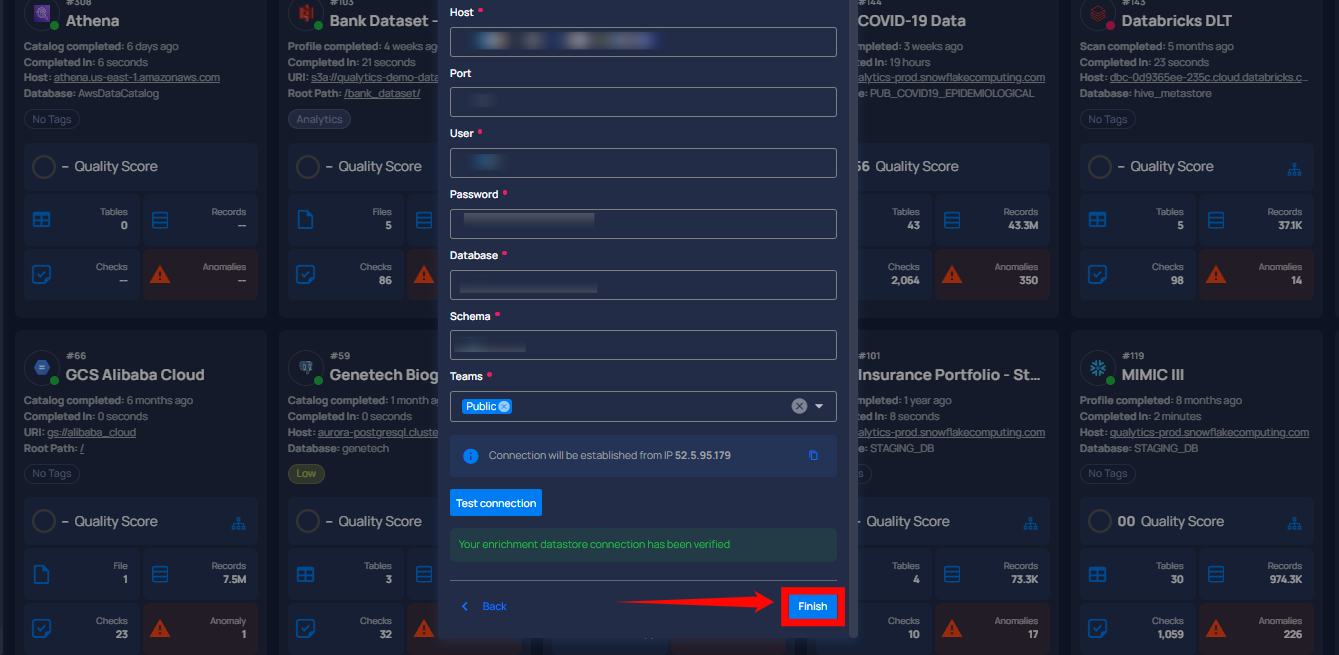 #308
Athena
Catalog completed: 6 days ago
Completed In: 6 seconds
Host: athena.us-east-1.amazonaws.com
Database: AwsDataCatalog
No Tags
– Quality Score
Tables
0
Records
--
Checks
--
Anomalies
--
#103
Bank Dataset -
Profile completed: 4 weeks ago
Completed In: 21 seconds
URI: s3a://qualytics-demo-data
Root Path: /bank_dataset/
Analytics
– Quality Score
Files
5
Checks
86
Host *
Port
User *
Password *
Database *
Schema *
Teams *
Public
Connection will be established from IP 52.5.95.179
Test connection
Your enrichment datastore connection has been verified
Back
Finish
#144
COVID-19 Data
mpleted: 3 weeks ago
In: 19 hours
alytics-prod.snowflakecomputing.com
e: PUB_COVID19_EPIDEMIOLOGICAL
56 Quality Score
Tables
43
Records
43.3M
Checks
2,064
Anomalies
350
#143
Databricks DLT
Scan completed: 5 months ago
Completed In: 23 seconds
Host: dbc-0d9365ee-235c.cloud.databricks.c...
Database: hive_metastore
No Tags
– Quality Score
Tables
5
Records
37.1K
Checks
98
Anomalies
14
#66
GCS Alibaba Cloud
Catalog completed: 6 months ago
Completed In: 0 seconds
URI: gs://alibaba_cloud
Root Path: /
No Tags
– Quality Score
File
1
Records
7.5M
Checks
23
Anomaly
1
#59
Genetech Biog
Catalog completed: 1 month a
Completed In: 0 seconds
Host: aurora-postgresql.cluste
Database: genetech
Low
– Quality Score
Tables
3
Checks
32
#101
Insurance Portfolio - St...
mpleted: 1 year ago
In: 8 seconds
alytics-prod.snowflakecomputing.com
e: STAGING_DB
s
– Quality Score
Tables
4
Records
73.3K
Checks
10
Anomalies
17
#119
MIMIC III
Profile completed: 8 months ago
Completed In: 2 minutes
Host: qualytics-prod.snowflakecomputing.com
Database: STAGING_DB
No Tags
00 Quality Score
Tables
30
Records
974.3K
Checks
1,059
Anomalies
226